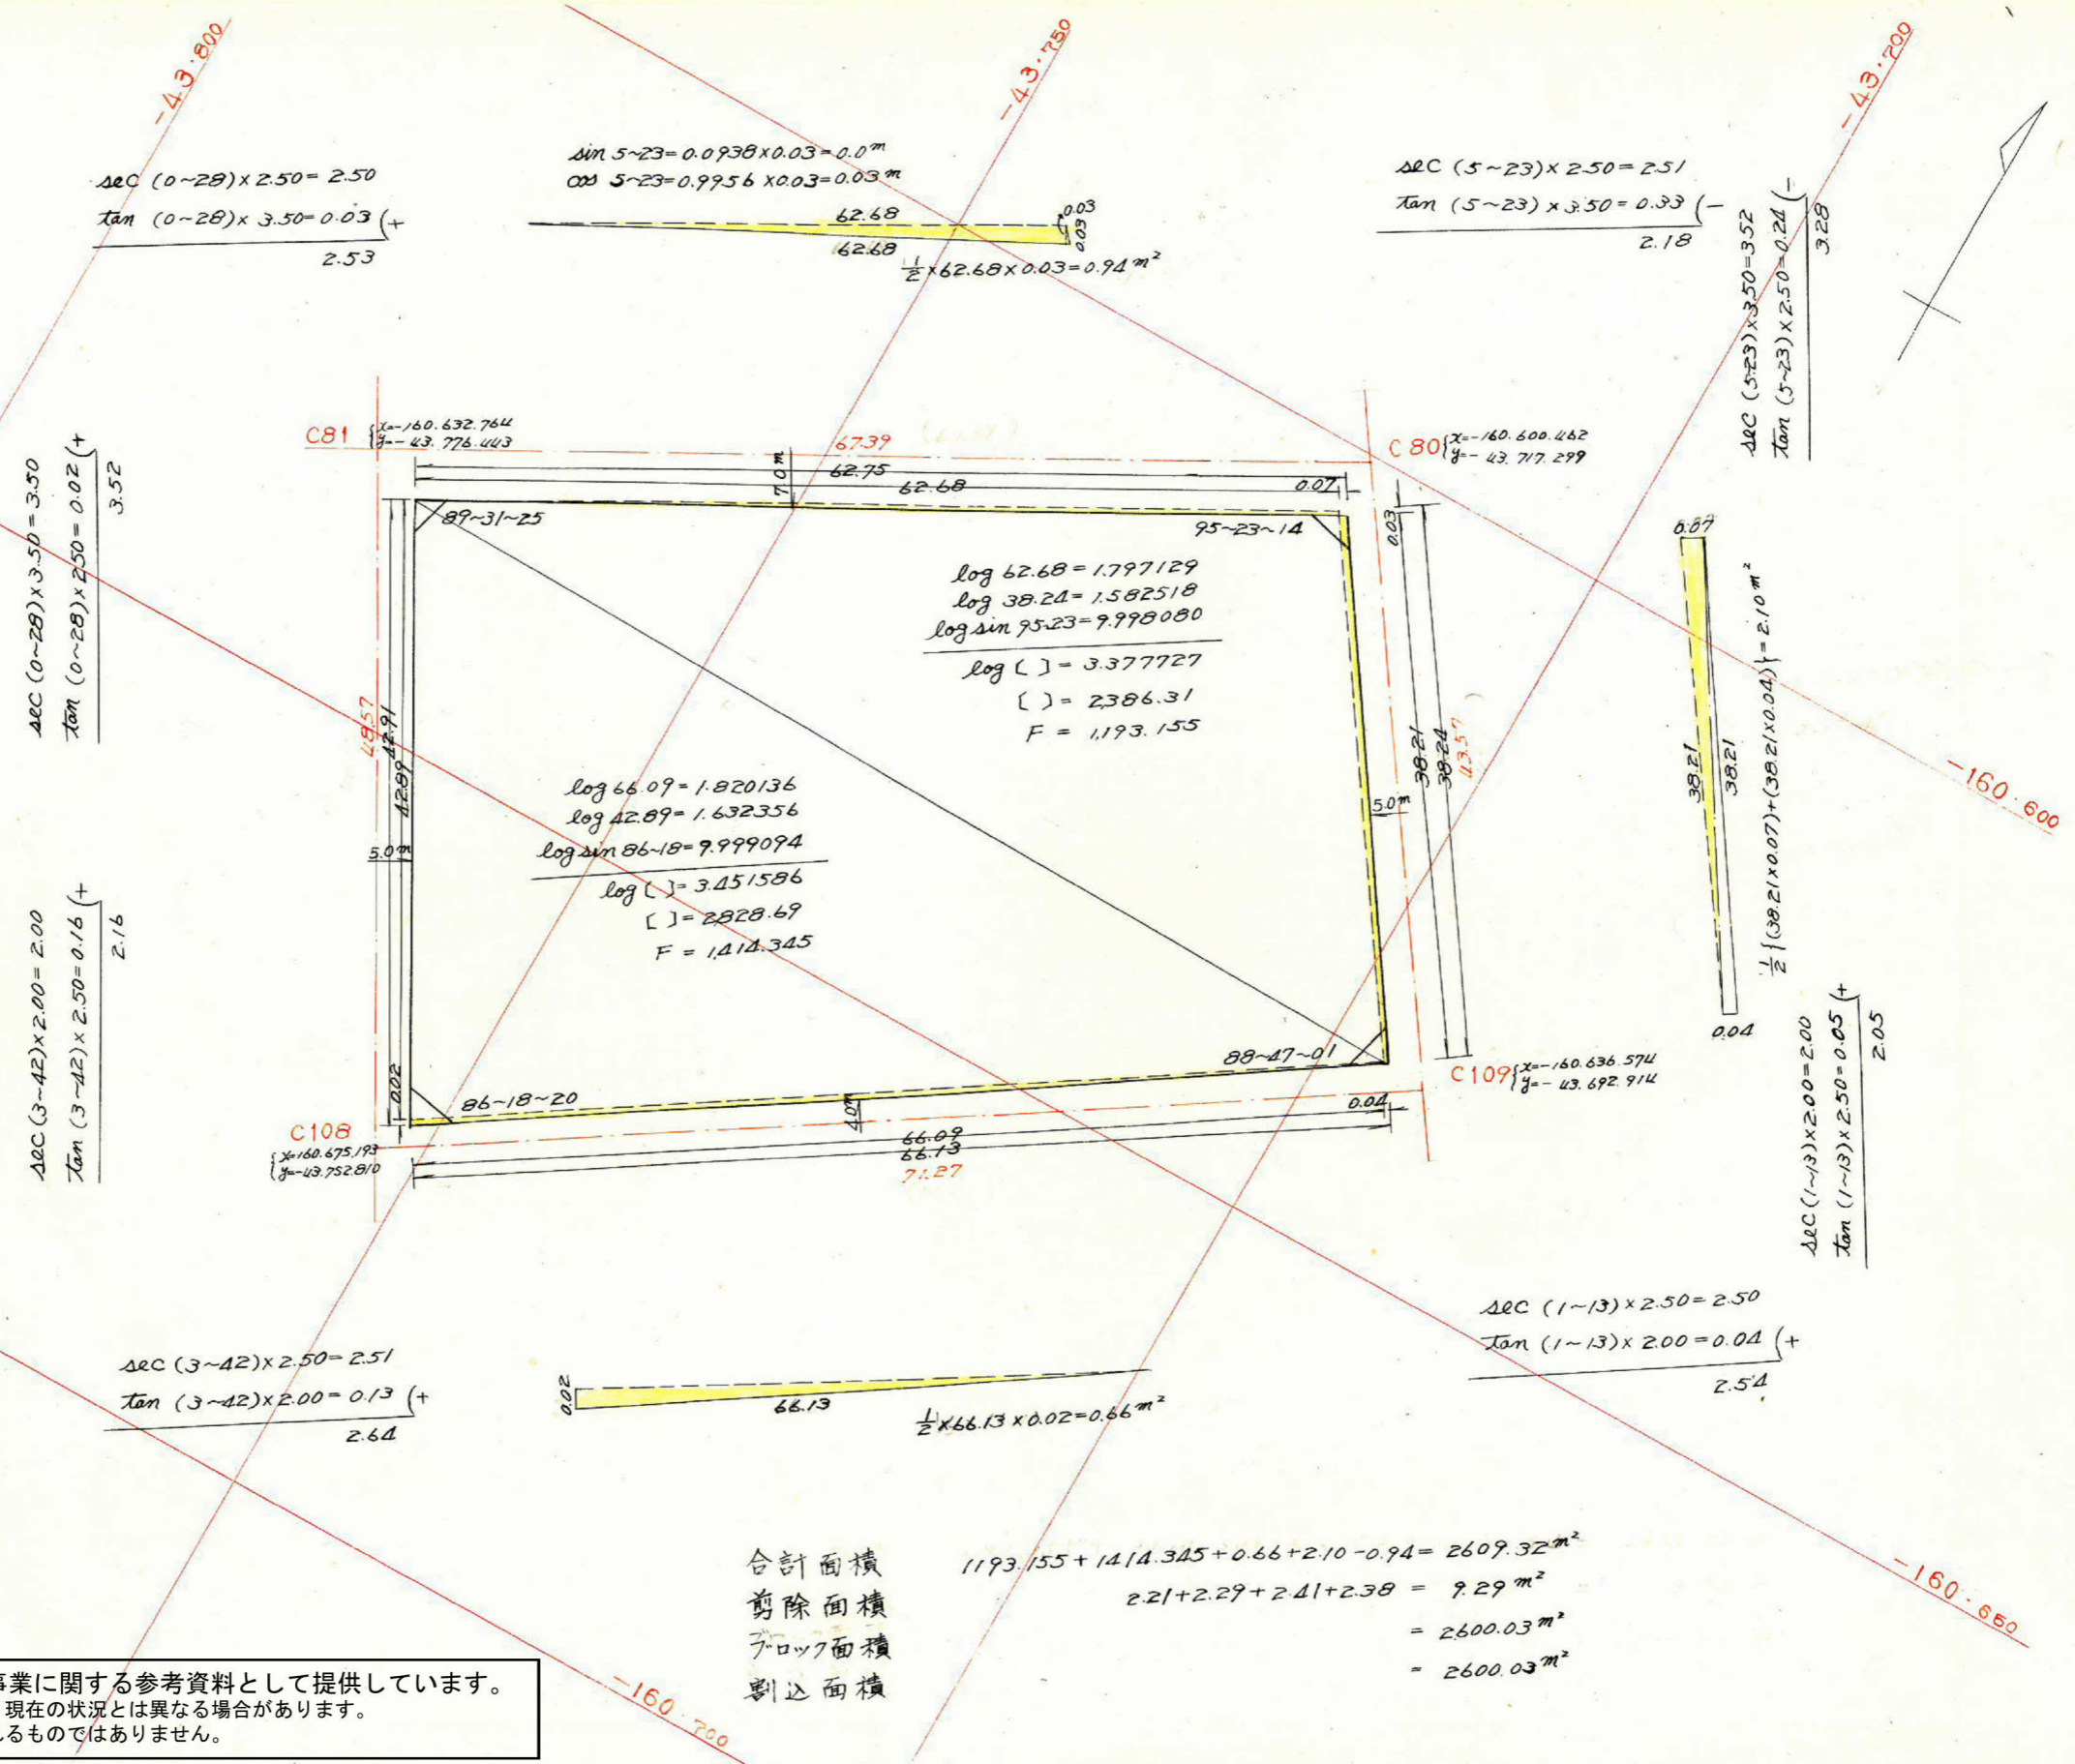 -43.800
-43.750
-43.200
sin 5~23=0.0938×0.03=0.0m
cos 5~23=0.9956×0.03=0.03m
62.68
0.03
0.03
62.68
½×62.68×0.03=0.94m²
sec (0~28)×2.50=2.50
tan (0~28)×3.50=0.03 (+
2.53
sec (5~23)×2.50=2.51
tan (5~23)×3.50=0.33 (-
2.18
sec (5~23)×3.50=3.52
tan (5~23)×2.50=0.24 (-
3.28
sec (0~28)×3.50=3.50
tan (0~28)×2.50=0.02 (+
3.52
C81 {x=-160.632.764
y=-43.776.443
67.39
C80 {x=-160.600.462
y=-43.717.299
7.0m
62.75
62.68
0.07
89~31~25
95~23~14
0.03
log 62.68=1.797129
log 38.24=1.582518
log sin 95~23=9.998080
log [ ]=3.377727
[ ]=2,386.31
F=1,193.155
48.57
42.91
42.89
5.0m
log 66.09=1.820136
log 42.89=1.632356
log sin 86~18=9.999094
log [ ]=3.451586
[ ]=2,828.69
F=1,414.345
38.21
38.24
43.57
5.0m
0.07
38.21
38.21
½{(38.21×0.07)+(38.21×0.04)}=2.10m²
0.04
-160.600
sec (3~42)×2.00=2.00
tan (3~42)×2.50=0.16 (+
2.16
0.02
86~18~20
88~47~01
C108
{x=160.675.193
y=-43.752.810
C109 {x=-160.636.574
y=-43.692.914
4.0m
0.04
66.09
66.13
71.27
sec (1~13)×2.00=2.00
tan (1~13)×2.50=0.05 (+
2.05
sec (1~13)×2.50=2.50
tan (1~13)×2.00=0.04 (+
2.54
sec (3~42)×2.50=2.51
tan (3~42)×2.00=0.13 (+
2.64
0.02
66.13
½×66.13×0.02=0.66m²
合計面積 1193.155+1414.345+0.66+2.10-0.94=2609.32m²
剪除面積 2.21+2.29+2.41+2.38=9.29m²
ブロック面積 =2600.03m²
割込面積 =2600.03m²
-160.650
-160.700
事業に関する参考資料として提供しています。
現在の状況とは異なる場合があります。
るものではありません。